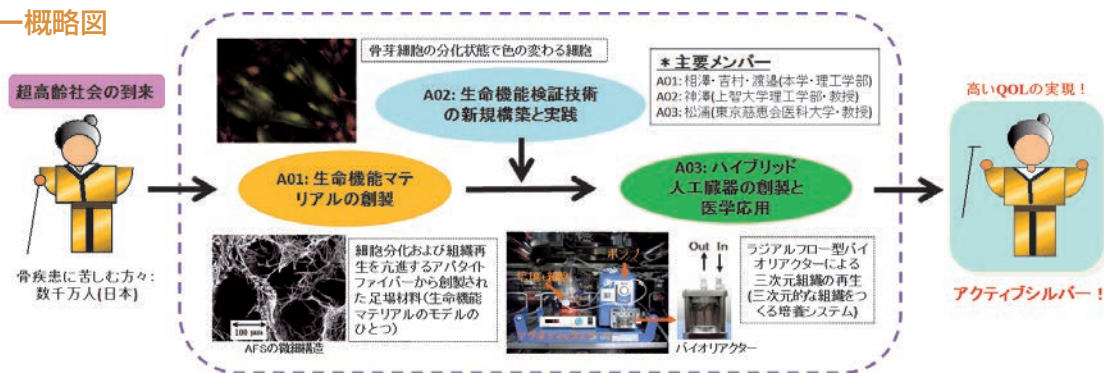 概略図
超高齢社会の到来
骨疾患に苦しむ方々:
数千万人(日本)
骨芽細胞の分化状態で色の変わる細胞
A02: 生命機能検証技術
の新規構築と実践
*主要メンバー
A01: 相澤・吉村・渡邉(本学・理工学部)
A02: 神澤(上智大学理工学部・教授)
A03: 松浦(東京慈恵会医科大学・教授)
A01: 生命機能マテ
リアルの創製
A03: ハイブリッド
人工臓器の創製と
医学応用
100 μm
AFSの微細構造
細胞分化および組織再
生を亢進するアパタイト
ファイバーから創製され
た足場材料(生命機能
マテリアルのモデルの
ひとつ)
ポンプ
Out In
バイオリアクター
ラジアルフロー型バイ
オリアクターによる
三次元組織の再生
(三次元的な組織をつ
くる培養システム)
高いQOLの実現!
アクティブシルバー!